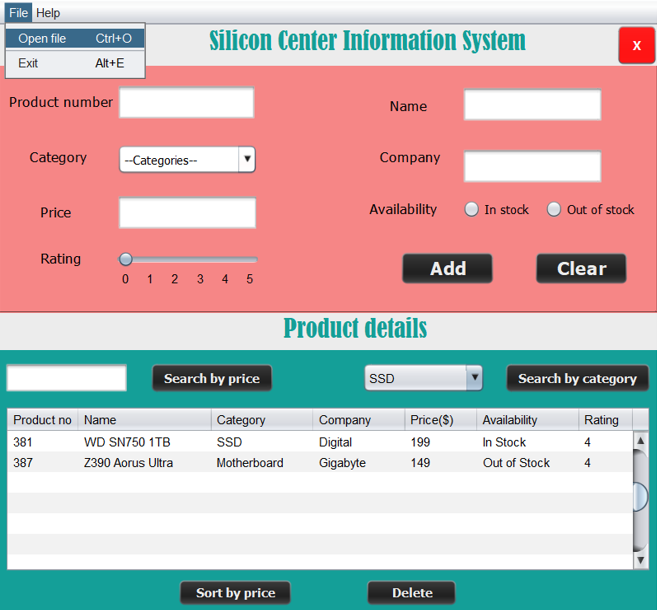 File Help
Open file Ctrl+O
Exit Alt+E
Silicon Center Information System
X
Product number
Name
Category --Categories--
Company
Price
Availability In stock Out of stock
Rating
0 1 2 3 4 5
Add Clear
Product details
Search by price SSD Search by category
Product no Name Category Company Price($) Availability Rating
381 WD SN750 1TB SSD Digital 199 In Stock 4
387 Z390 Aorus Ultra Motherboard Gigabyte 149 Out of Stock 4
Sort by price Delete